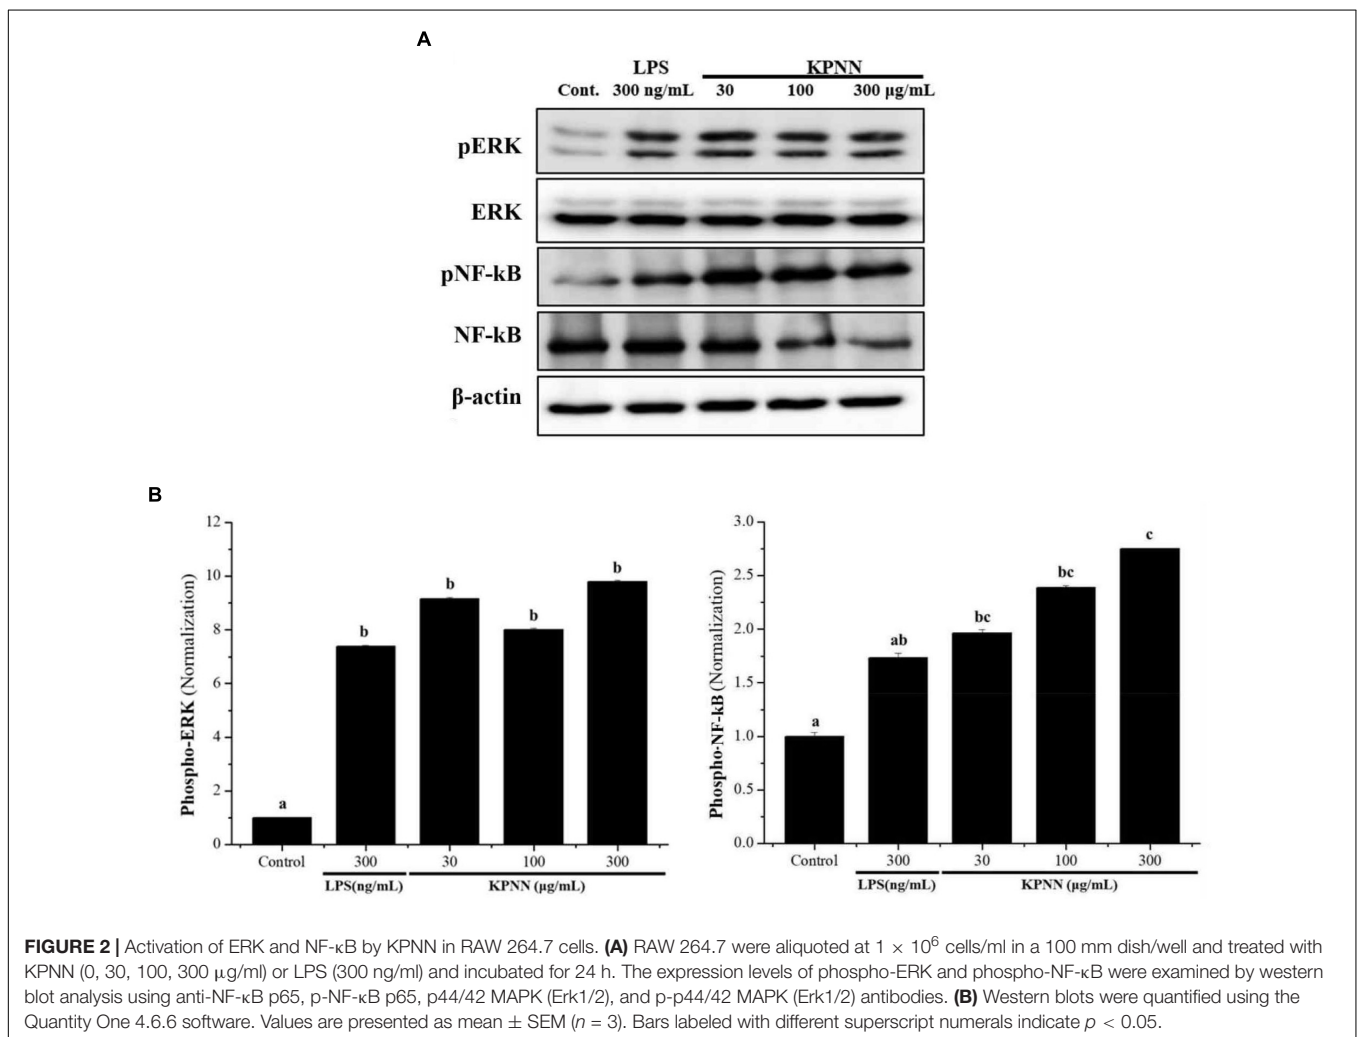 A
LPS KPNN
Cont. 300 ng/mL 30 100 300 μg/mL
pERK
ERK
pNF-kB
NF-kB
β-actin
B
12
10
8
6
4
2
0
Phospho-ERK (Normalization)
a
b
b
b
b
Control 300 30 100 300
LPS(ng/mL) KPNN (μg/mL)
3.0
2.5
2.0
1.5
1.0
0.5
0.0
Phospho-NF-kB (Normalization)
a
ab
bc
bc
c
Control 300 30 100 300
LPS(ng/mL) KPNN (μg/mL)
FIGURE 2 | Activation of ERK and NF-κB by KPNN in RAW 264.7 cells. (A) RAW 264.7 were aliquoted at 1 × 10⁶ cells/ml in a 100 mm dish/well and treated with
KPNN (0, 30, 100, 300 μg/ml) or LPS (300 ng/ml) and incubated for 24 h. The expression levels of phospho-ERK and phospho-NF-κB were examined by western
blot analysis using anti-NF-κB p65, p-NF-κB p65, p44/42 MAPK (Erk1/2), and p-p44/42 MAPK (Erk1/2) antibodies. (B) Western blots were quantified using the
Quantity One 4.6.6 software. Values are presented as mean ± SEM (n = 3). Bars labeled with different superscript numerals indicate p < 0.05.